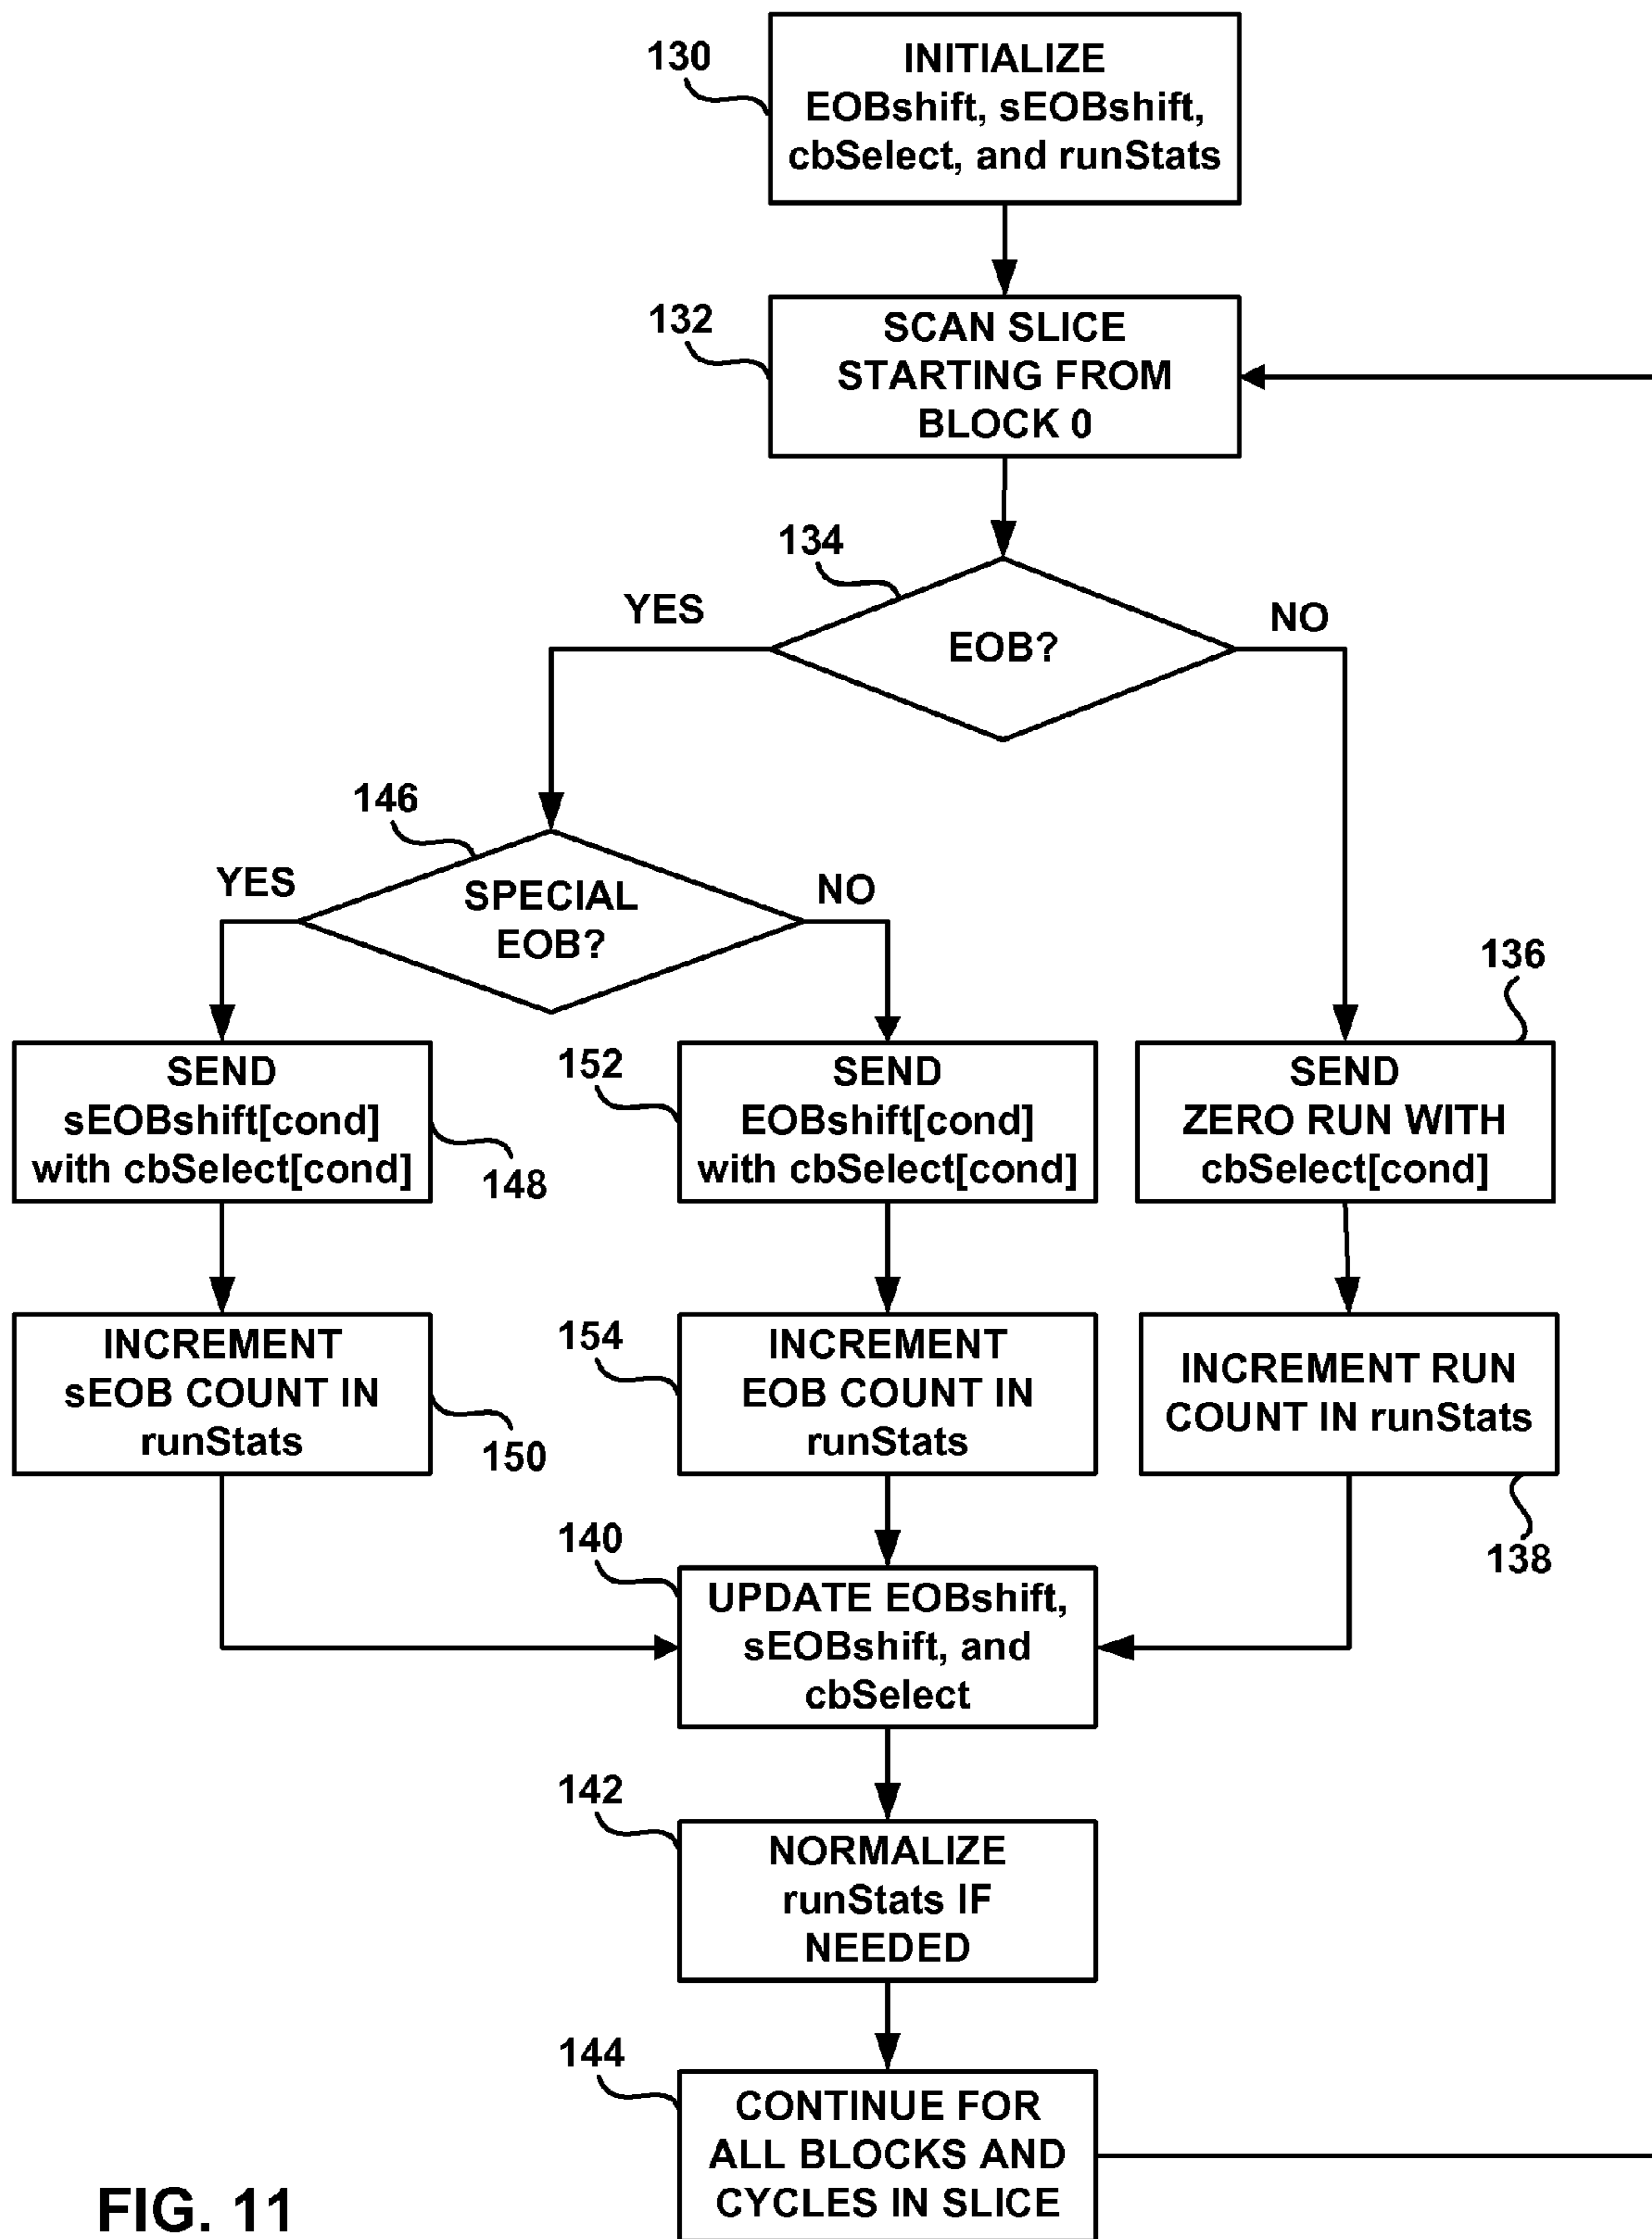 130
INITIALIZE
EOBshift, sEOBshift,
cbSelect, and runStats
132
SCAN SLICE
STARTING FROM
BLOCK 0
134
YES
EOB?
NO
146
YES
SPECIAL
EOB?
NO
136
SEND
sEOBshift[cond]
with cbSelect[cond]
148
152
SEND
EOBshift[cond]
with cbSelect[cond]
SEND
ZERO RUN WITH
cbSelect[cond]
INCREMENT
sEOB COUNT IN
runStats
150
154
INCREMENT
EOB COUNT IN
runStats
INCREMENT RUN
COUNT IN runStats
138
140
UPDATE EOBshift,
sEOBshift, and
cbSelect
142
NORMALIZE
runStats IF
NEEDED
144
CONTINUE FOR
ALL BLOCKS AND
CYCLES IN SLICE
FIG. 11